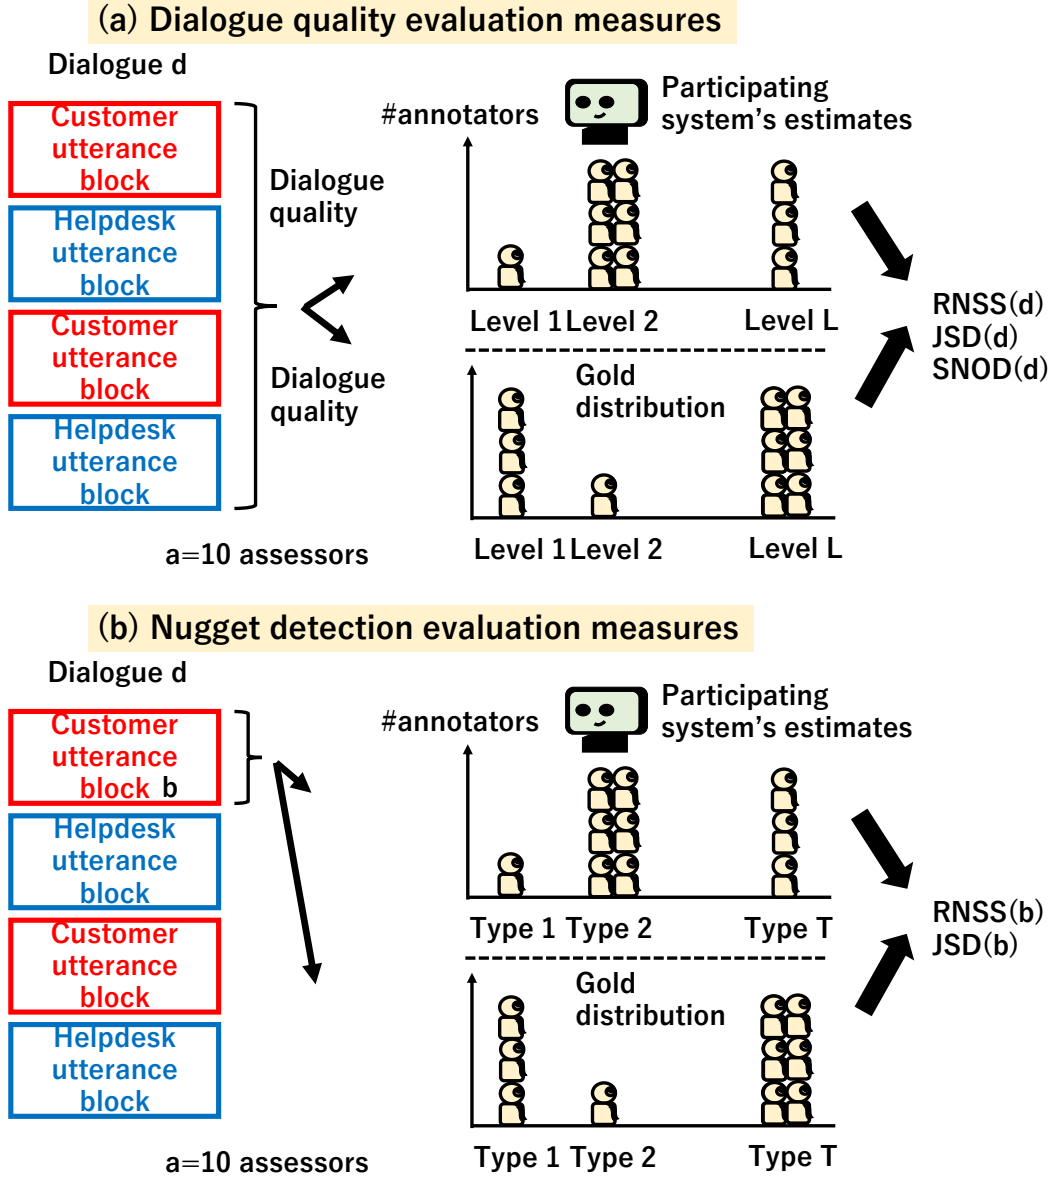 (a) Dialogue quality evaluation measures
Dialogue d
Customer
utterance
block
Helpdesk
utterance
block
Customer
utterance
block
Helpdesk
utterance
block
a=10 assessors
Dialogue
quality
Dialogue
quality
#annotators
Participating
system's estimates
Level 1 Level 2 Level L
Gold
distribution
Level 1 Level 2 Level L
RNSS(d)
JSD(d)
SNOD(d)
(b) Nugget detection evaluation measures
Dialogue d
Customer
utterance
block b
Helpdesk
utterance
block
Customer
utterance
block
Helpdesk
utterance
block
a=10 assessors
#annotators
Participating
system's estimates
Type 1 Type 2 Type T
Gold
distribution
Type 1 Type 2 Type T
RNSS(b)
JSD(b)